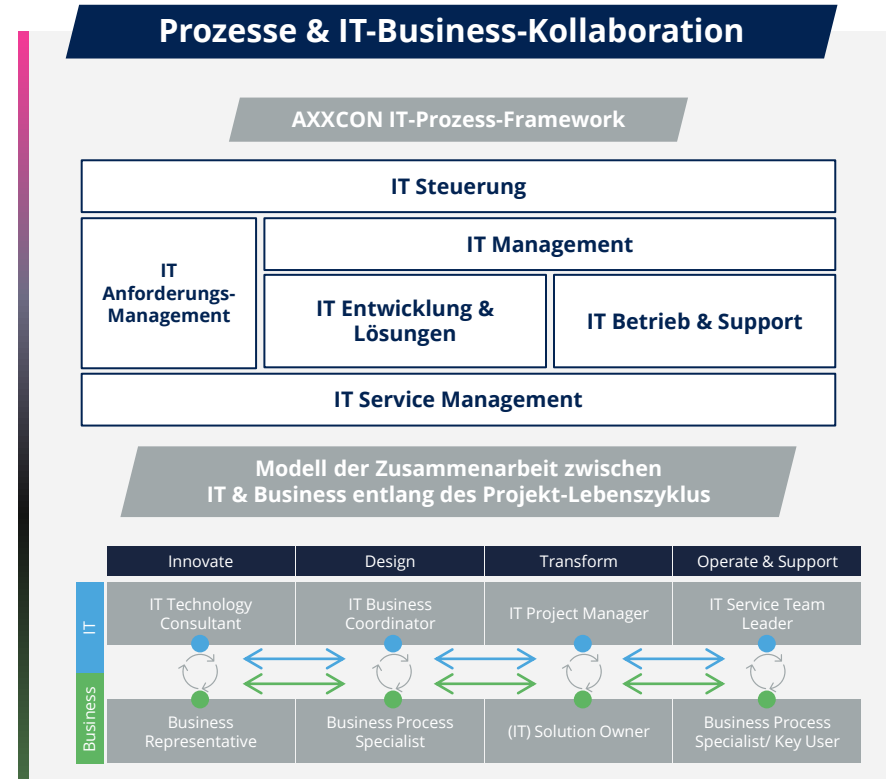 Prozesse & IT-Business-Kollaboration
AXXCON IT-Prozess-Framework
IT Steuerung
IT
Anforderungs-
Management
IT Management
IT Entwicklung &
Lösungen
IT Betrieb & Support
IT Service Management
Modell der Zusammenarbeit zwischen
IT & Business entlang des Projekt-Lebenszyklus
Innovate
Design
Transform
Operate & Support
IT
IT Technology
Consultant
IT Business
Coordinator
IT Project Manager
IT Service Team
Leader
Business
Business
Representative
Business Process
Specialist
(IT) Solution Owner
Business Process
Specialist/ Key User